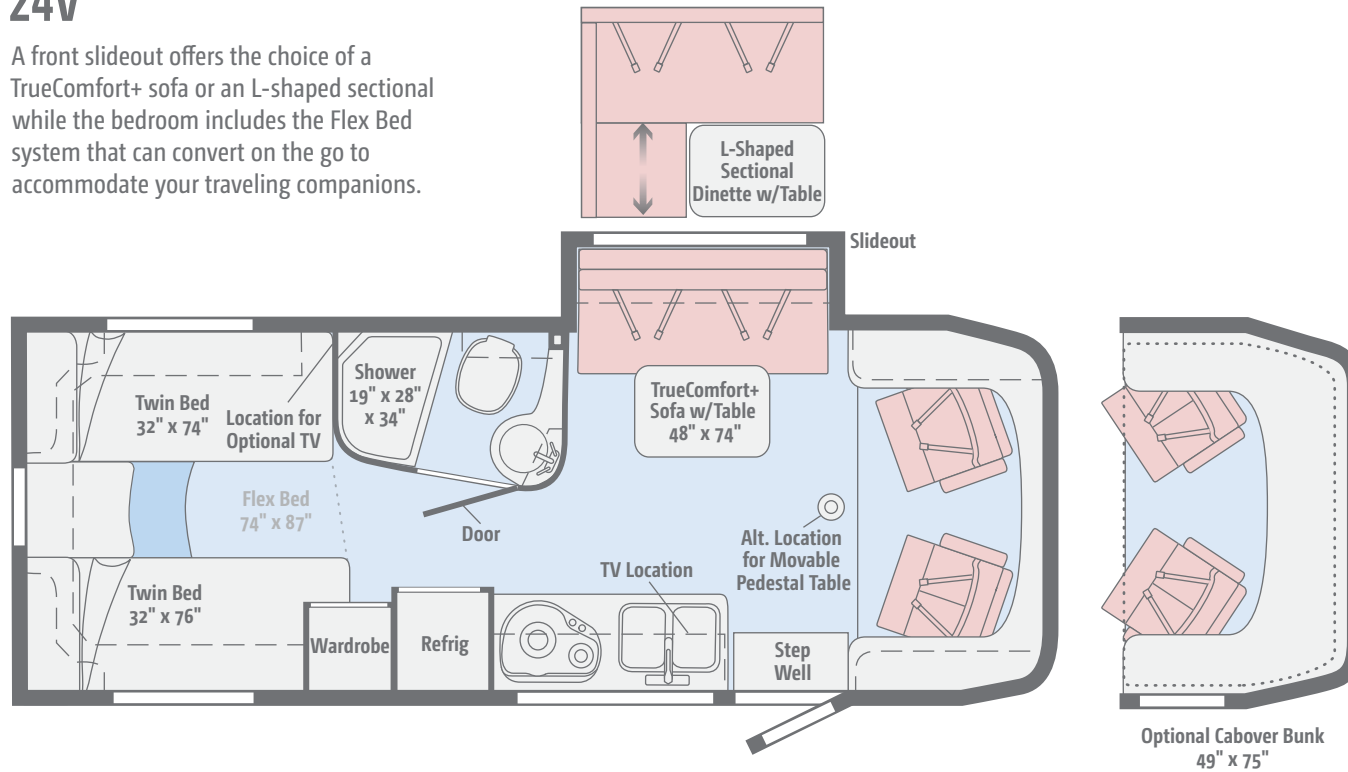 24V
A front slideout offers the choice of a
TrueComfort+ sofa or an L-shaped sectional
while the bedroom includes the Flex Bed
system that can convert on the go to
accommodate your traveling companions.
L-Shaped
Sectional
Dinette w/Table
Slideout
Twin Bed
32" x 74"
Location for
Optional TV
Shower
19" x 28"
x 34"
TrueComfort+
Sofa w/Table
48" x 74"
Flex Bed
74" x 87"
Door
Alt. Location
for Movable
Pedestal Table
TV Location
Twin Bed
32" x 76"
Wardrobe
Refrig
Step
Well
Optional Cabover Bunk
49" x 75"